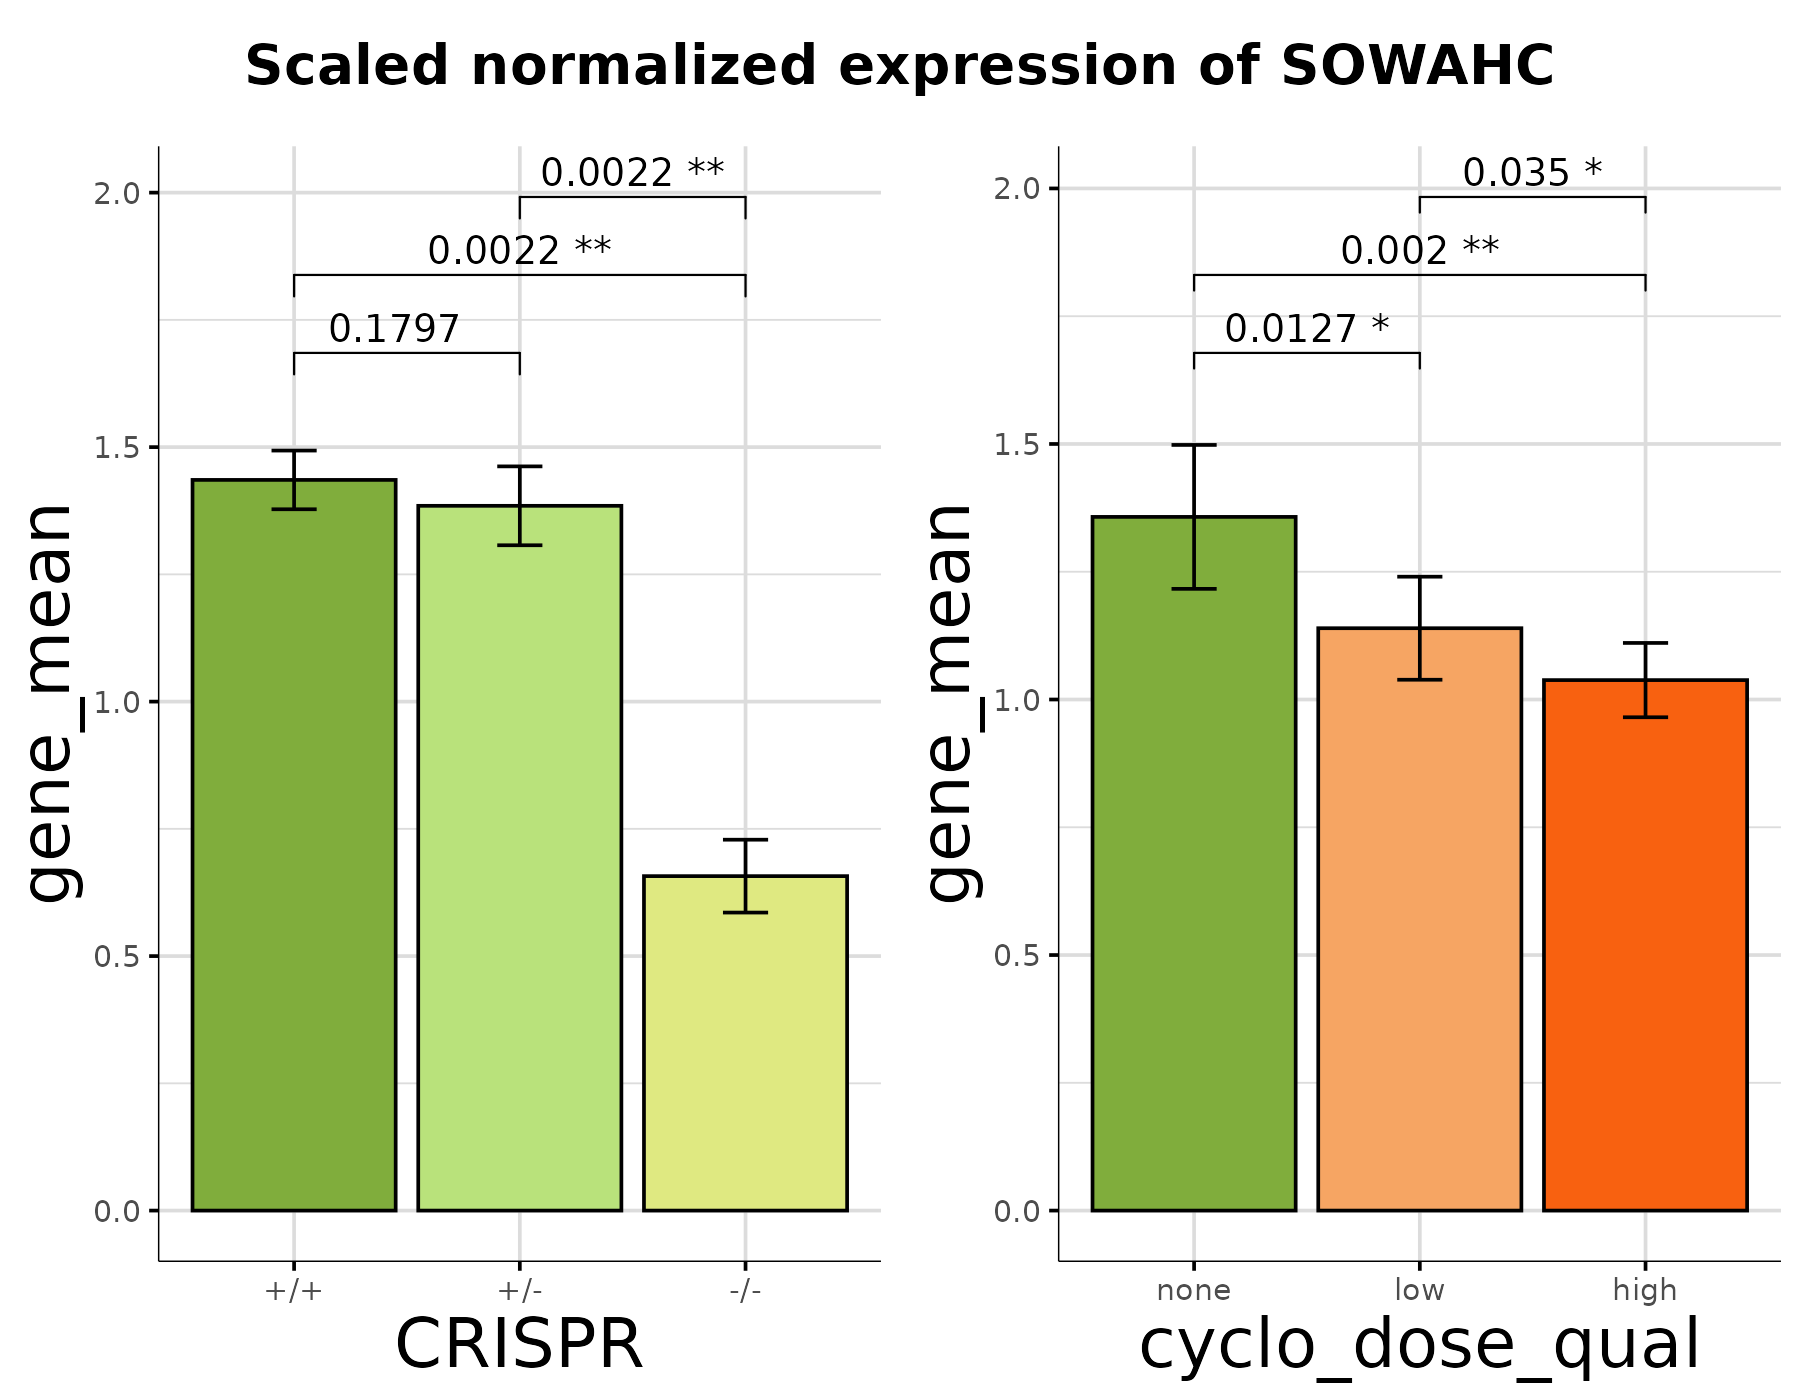 Scaled normalized expression of SOWAHC
gene_mean
2.0
1.5
1.0
0.5
0.0
0.0022 **
0.0022 **
0.1797
+/+ +/- -/-
CRISPR
gene_mean
2.0
1.5
1.0
0.5
0.0
0.035 *
0.002 **
0.0127 *
none low high
cyclo_dose_qual